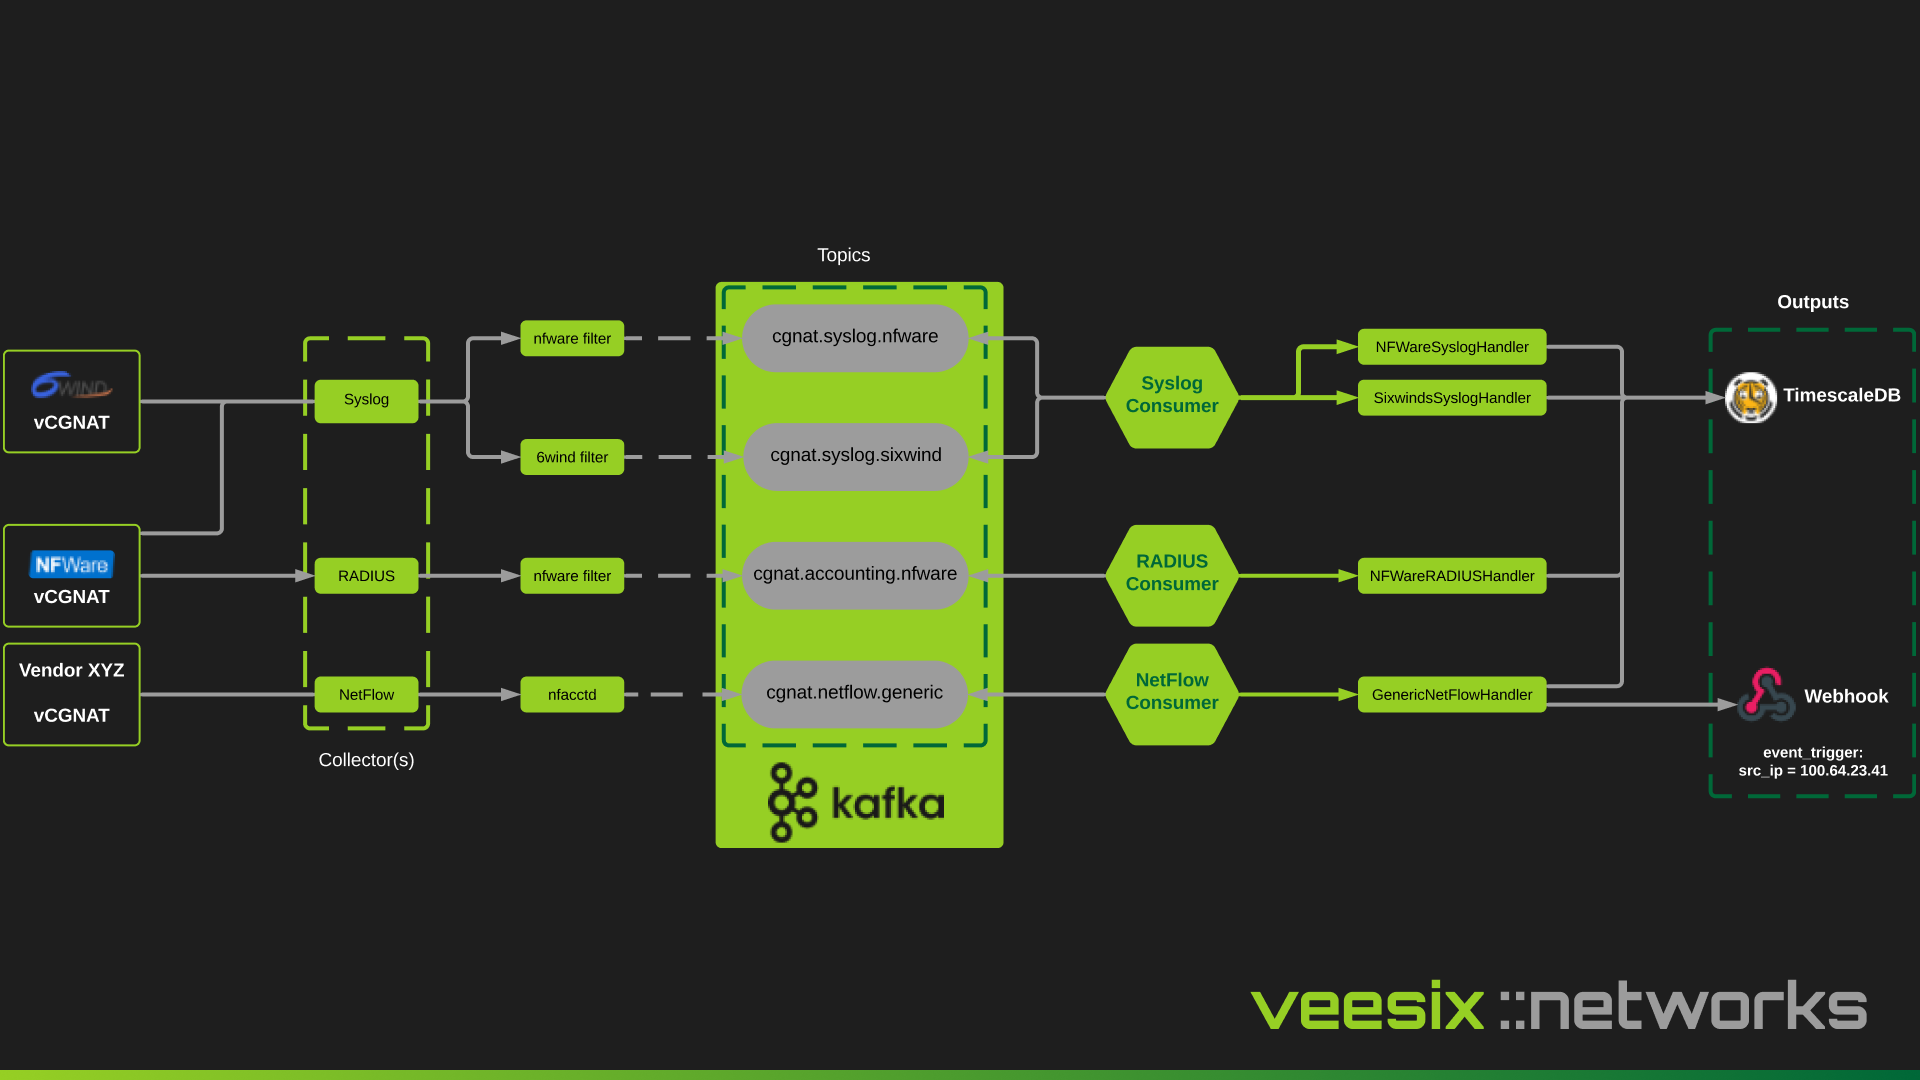 Topics
Outputs
6WIND
vCGNAT
NFWare
vCGNAT
Vendor XYZ
vCGNAT
Syslog
RADIUS
NetFlow
Collector(s)
nfware filter
6wind filter
nfware filter
nfacctd
cgnat.syslog.nfware
cgnat.syslog.sixwind
cgnat.accounting.nfware
cgnat.netflow.generic
kafka
Syslog
Consumer
RADIUS
Consumer
NetFlow
Consumer
NFWareSyslogHandler
SixwindsSyslogHandler
NFWareRADIUSHandler
GenericNetFlowHandler
TimescaleDB
Webhook
event_trigger:
src_ip = 100.64.23.41
veesix ::networks